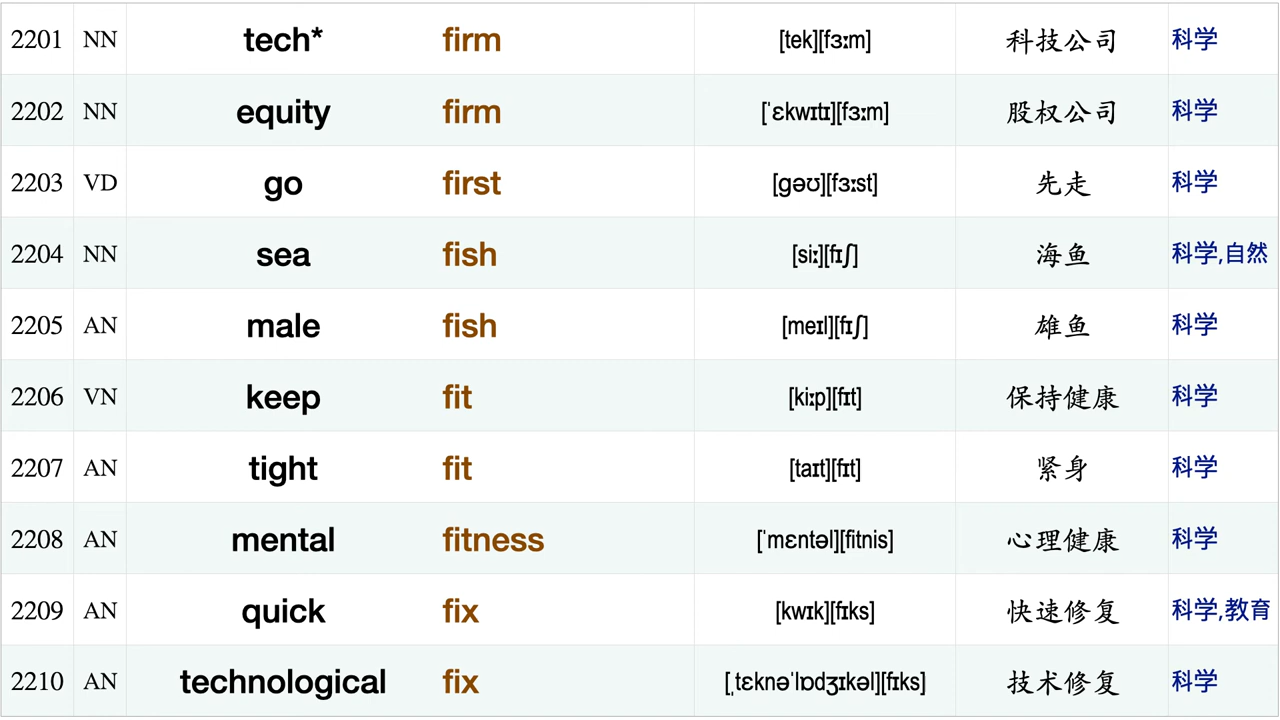 2201 NN tech* firm [tek][fɜːm] 科技公司 科学
2202 NN equity firm [ˈɛkwɪtɪ][fɜːm] 股权公司 科学
2203 VD go first [gəʊ][fɜːst] 先走 科学
2204 NN sea fish [siː][fɪʃ] 海鱼 科学,自然
2205 AN male fish [meɪl][fɪʃ] 雄鱼 科学
2206 VN keep fit [kiːp][fɪt] 保持健康 科学
2207 AN tight fit [taɪt][fɪt] 紧身 科学
2208 AN mental fitness [ˈmɛntəl][fitnis] 心理健康 科学
2209 AN quick fix [kwɪk][fɪks] 快速修复 科学,教育
2210 AN technological fix [ˌtɛknəˈlɒdʒɪkəl][fɪks] 技术修复 科学